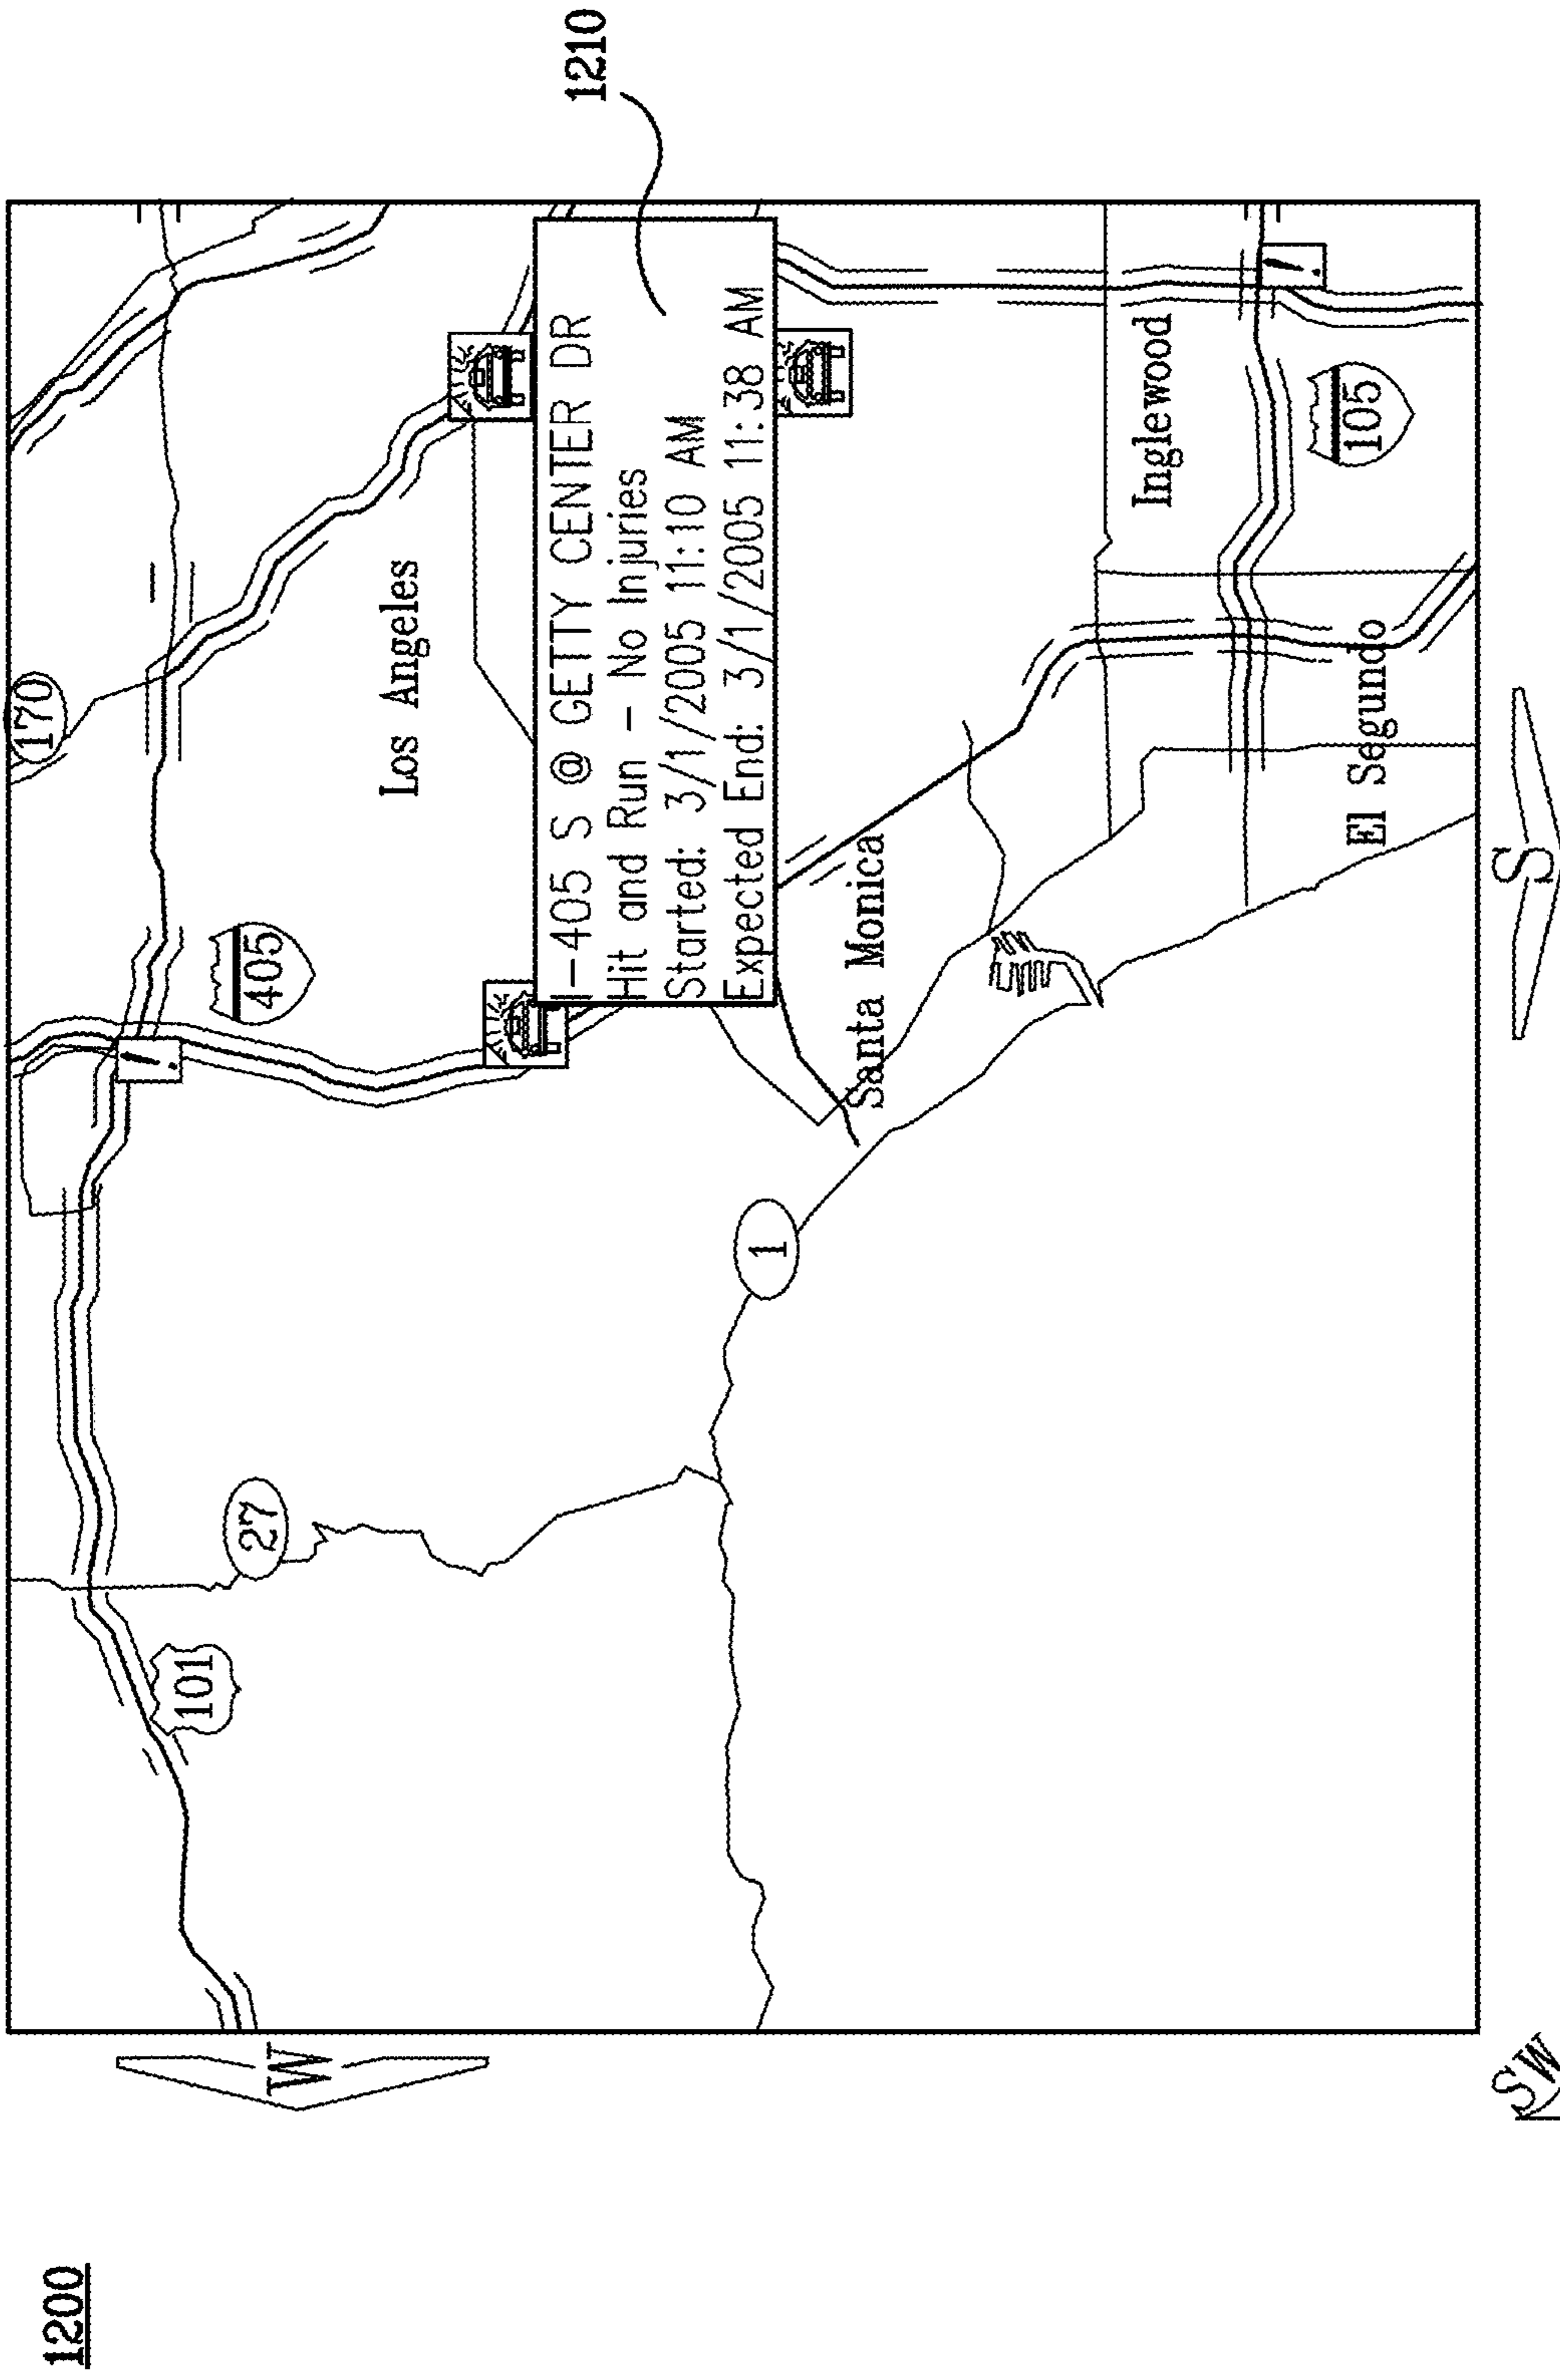 1200
170
101
27
405
Los Angeles
I-405 S @ GETTY CENTER DR
Hit and Run - No Injuries
Started: 3/1/2005 11:10 AM
Expected End: 3/1/2005 11:38 AM
1210
1
Santa Monica
Inglewood
El Segundo
105
W
SW
S